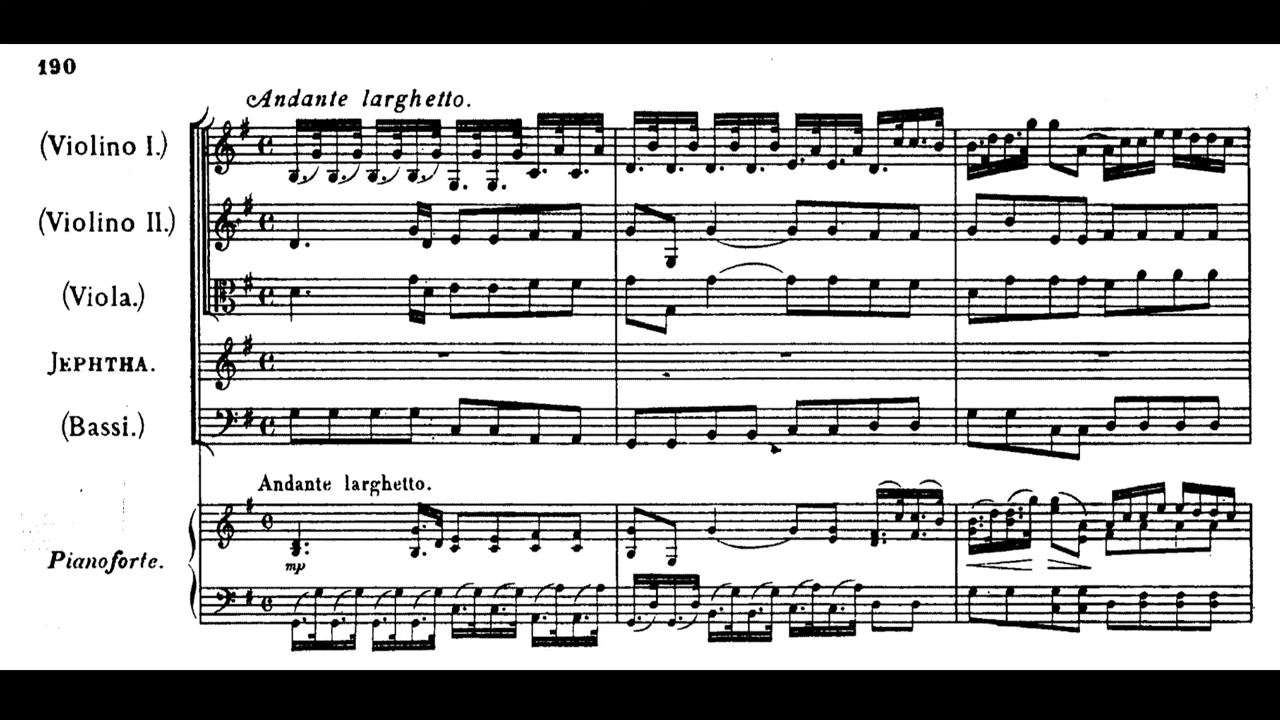 190
Andante larghetto.
(Violino I.)
(Violino II.)
(Viola.)
JEPHTHA.
(Bassi.)
Andante larghetto.
Pianoforte.
mp